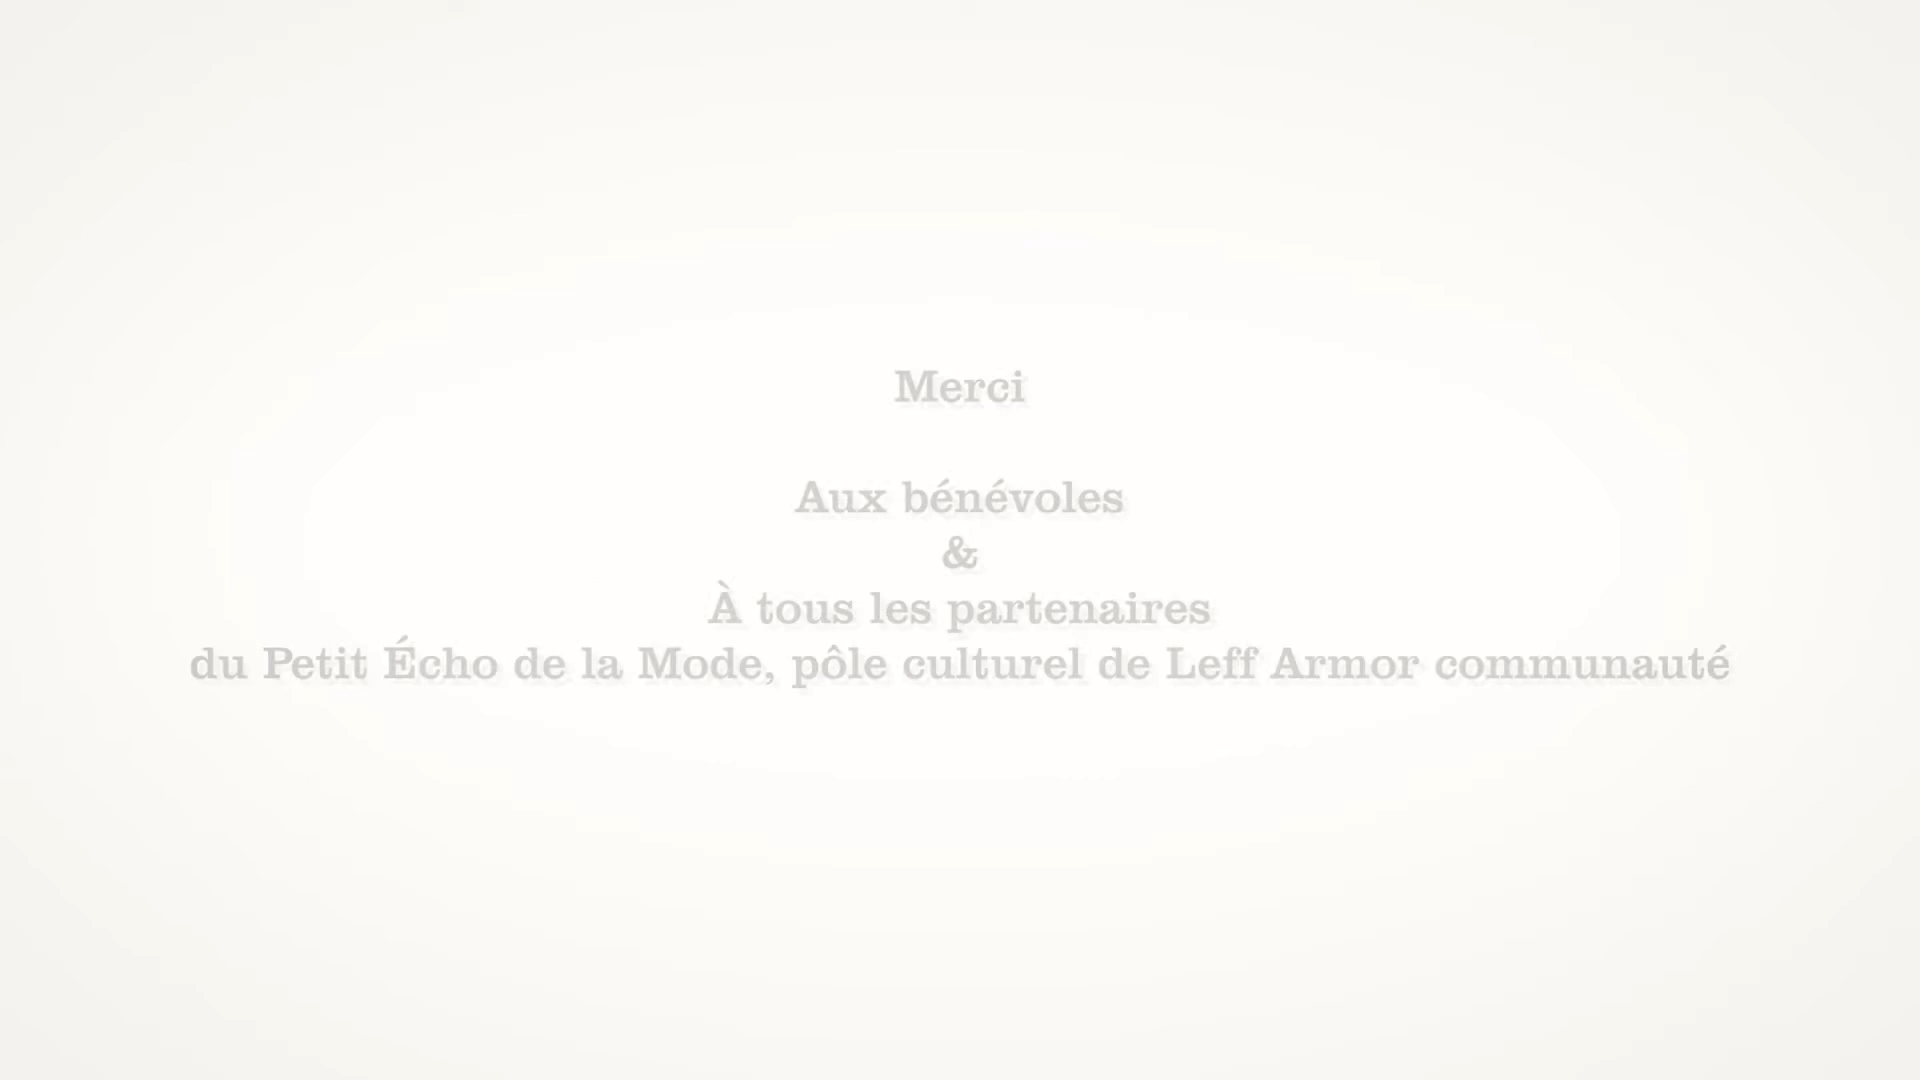 Merci
Aux bénévoles
&
À tous les partenaires
du Petit Écho de la Mode, pôle culturel de Leff Armor communauté